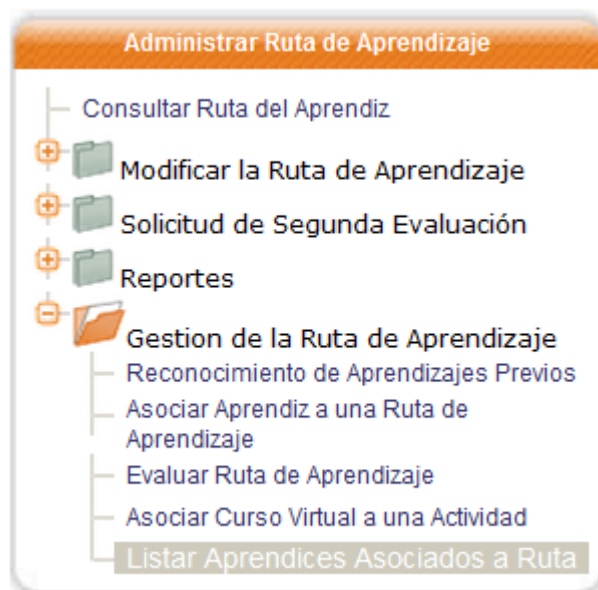 Administrar Ruta de Aprendizaje
Consultar Ruta del Aprendiz
Modificar la Ruta de Aprendizaje
Solicitud de Segunda Evaluación
Reportes
Gestion de la Ruta de Aprendizaje
Reconocimiento de Aprendizajes Previos
Asociar Aprendiz a una Ruta de
Aprendizaje
Evaluar Ruta de Aprendizaje
Asociar Curso Virtual a una Actividad
Listar Aprendices Asociados a Ruta